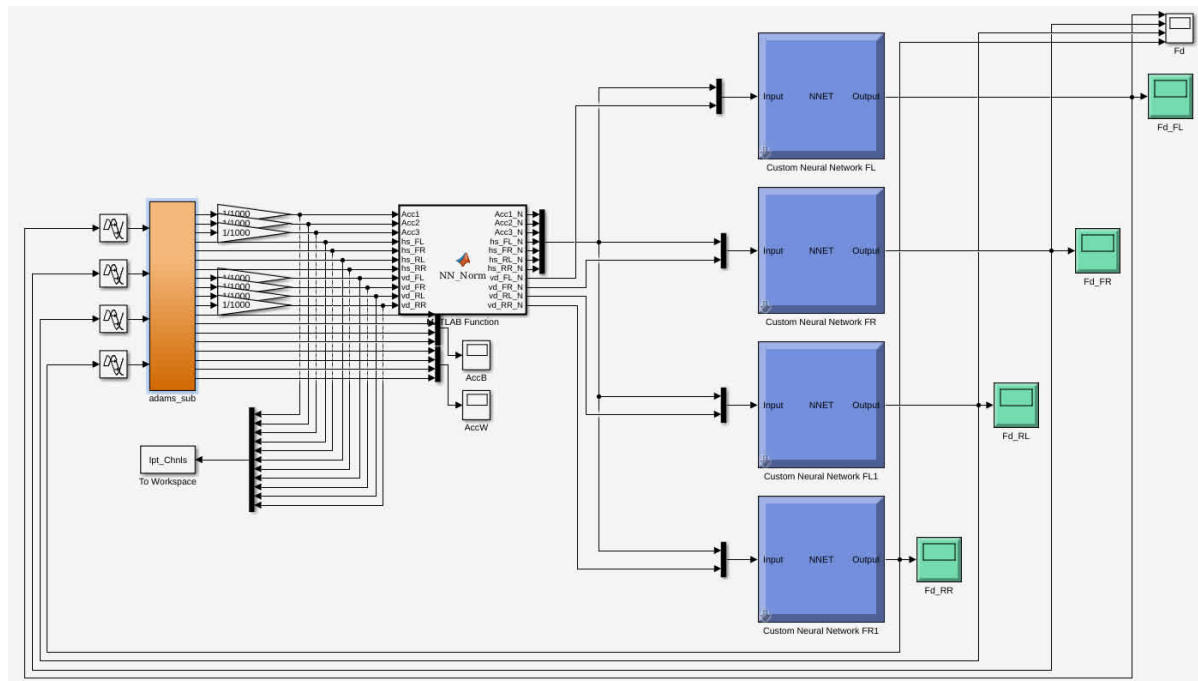 Fd
Input NNET Output
Custom Neural Network FL
Fd_FL
1/1000
1/1000
1/1000
Acc1 Acc1_N
Acc2 Acc2_N
Acc3 Acc3_N
hs_FL hs_FL_N
hs_FR hs_FR_N
hs_RL hs_RL_N
hs_RR hs_RR_N
vd_FL vd_FL_N
vd_FR vd_FR_N
vd_RL vd_RL_N
vd_RR vd_RR_N
NN_Norm
1/1000
1/1000
1/1000
1/1000
TLAB Function
Input NNET Output
Custom Neural Network FR
Fd_FR
AccB
adams_sub
AccW
Input NNET Output
Custom Neural Network FL1
Fd_RL
Ipt_Chnls
To Workspace
Input NNET Output
Custom Neural Network FR1
Fd_RR